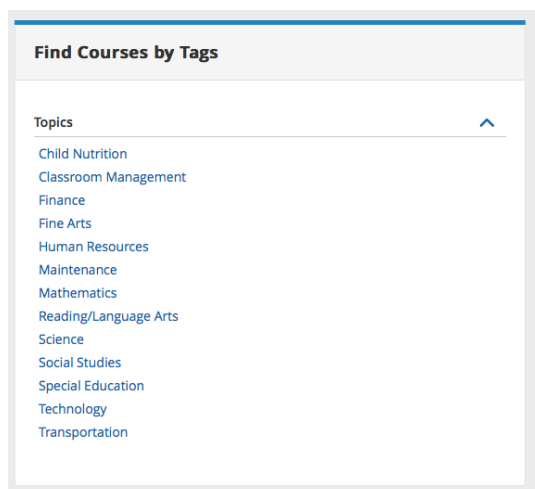 Find Courses by Tags
Topics
Child Nutrition
Classroom Management
Finance
Fine Arts
Human Resources
Maintenance
Mathematics
Reading/Language Arts
Science
Social Studies
Special Education
Technology
Transportation